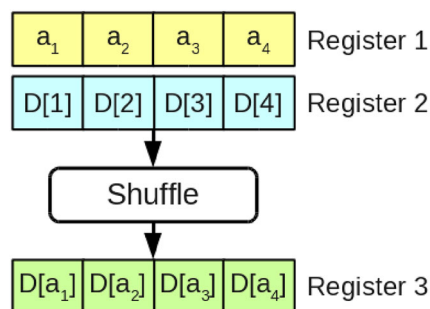 a₁ a₂ a₃ a₄ Register 1
D[1] D[2] D[3] D[4] Register 2
Shuffle
D[a₁] D[a₂] D[a₃] D[a₄] Register 3